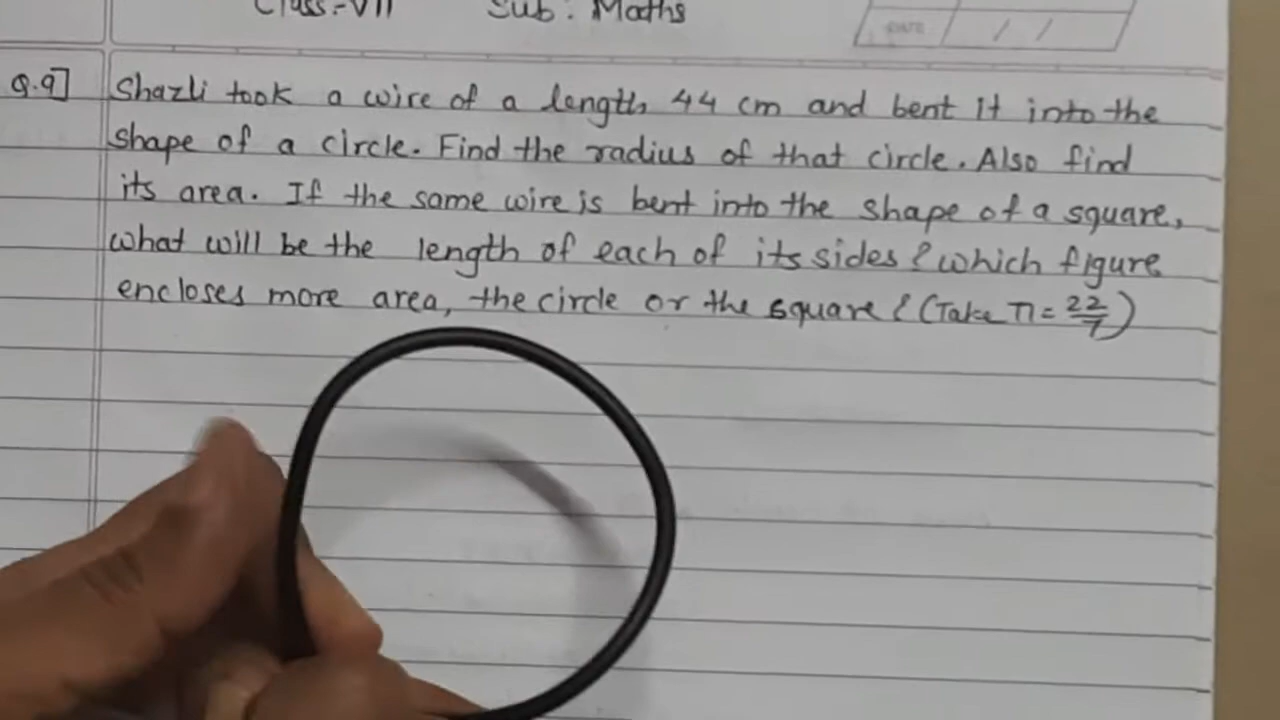 Class:-VII Sub: Maths
DATE / /
Q.9] Shazli took a wire of a length 44 cm and bent it into the
shape of a circle. Find the radius of that circle. Also find
its area. If the same wire is bent into the shape of a square,
what will be the length of each of its sides? which figure
encloses more area, the circle or the square? (Take π = 22/7)